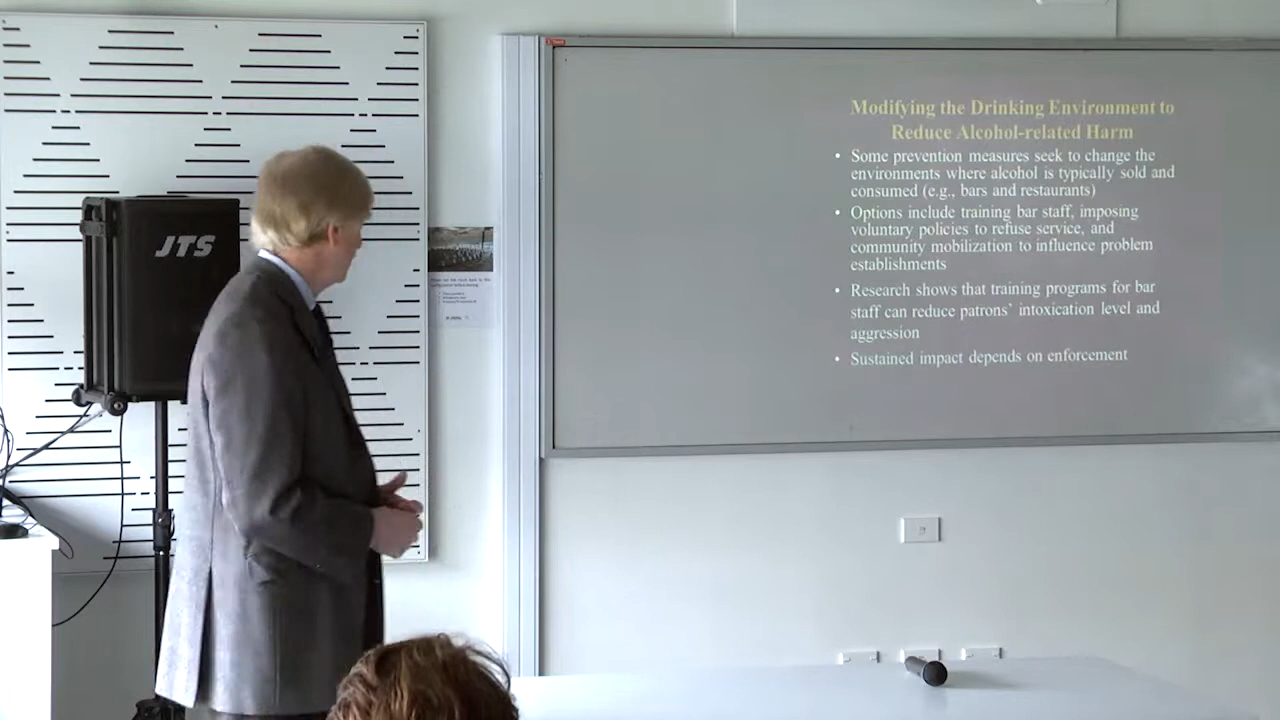 JTS
Modifying the Drinking Environment to
Reduce Alcohol-related Harm
• Some prevention measures seek to change the
environments where alcohol is typically sold and
consumed (e.g., bars and restaurants)
• Options include training bar staff, imposing
voluntary policies to refuse service, and
community mobilization to influence problem
establishments
• Research shows that training programs for bar
staff can reduce patrons' intoxication level and
aggression
• Sustained impact depends on enforcement